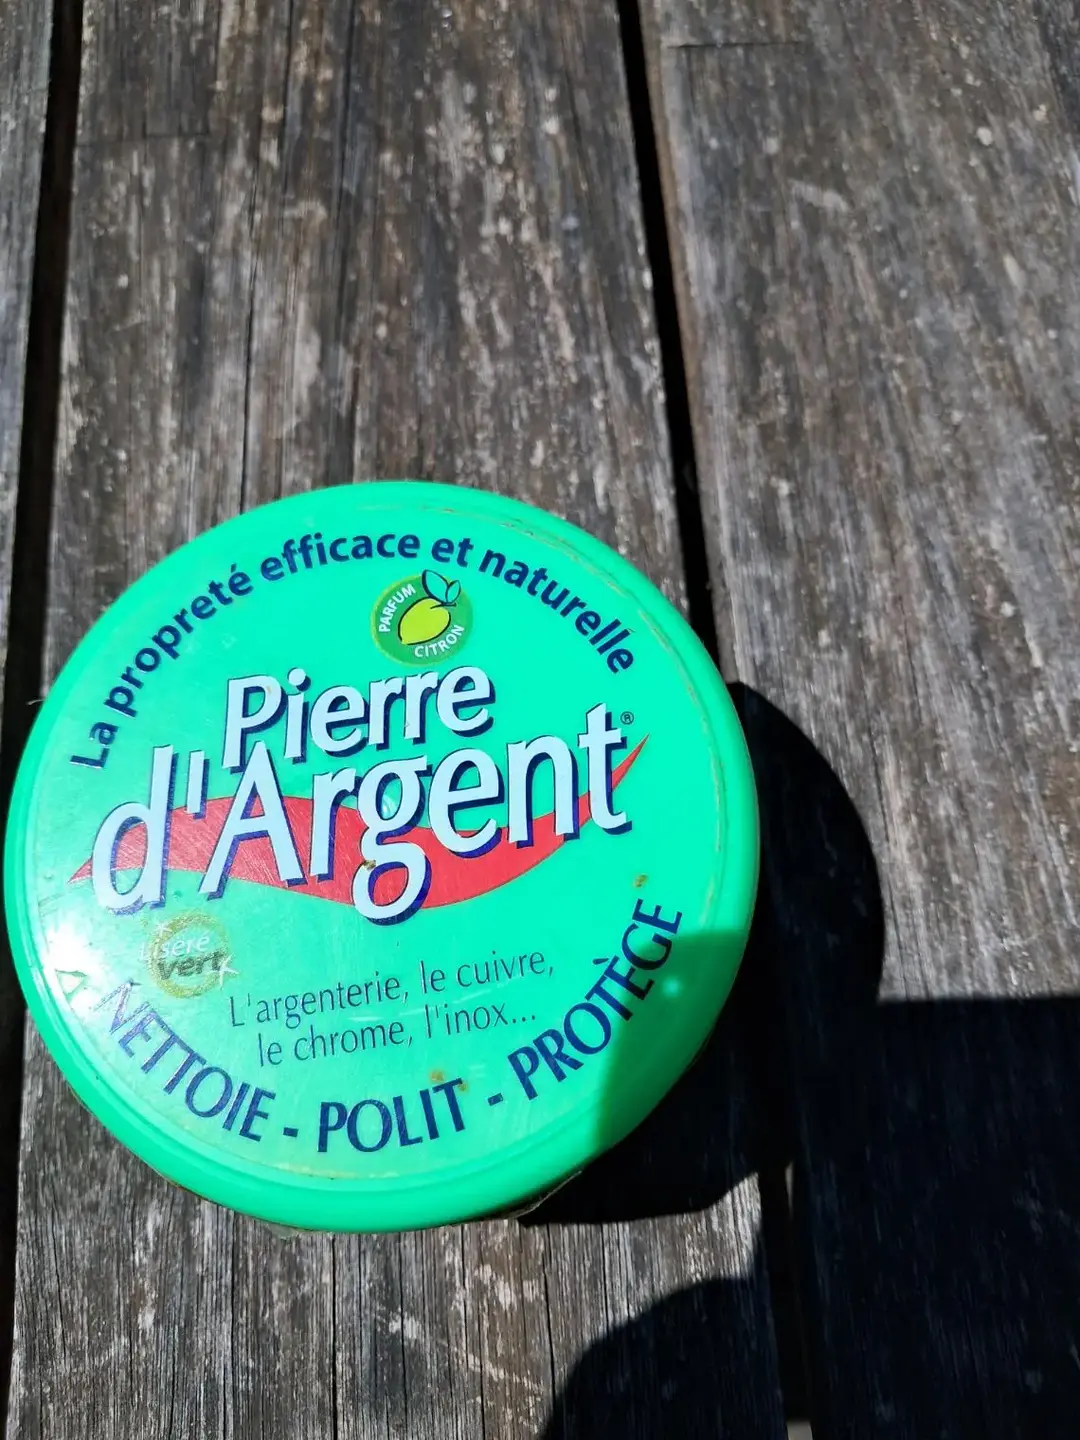 La propreté efficace et naturelle
PARFUM
CITRON
Pierre
d'Argent®
Liseré
vert
L'argenterie, le cuivre,
le chrome, l'inox...
NETTOIE - POLIT - PROTÈGE